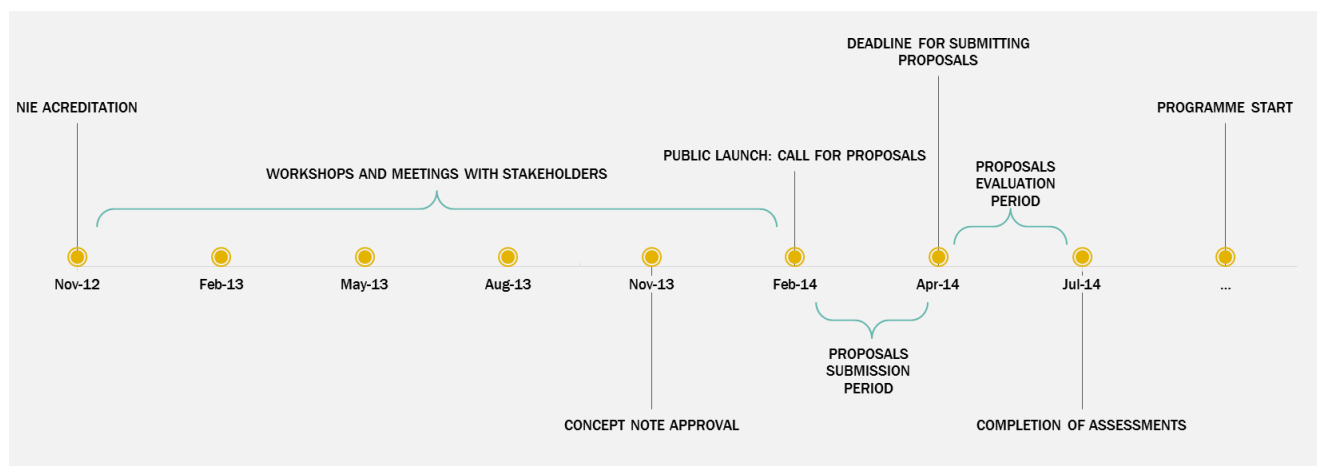 DEADLINE FOR SUBMITTING
PROPOSALS
NIE ACREDITATION
PROGRAMME START
PUBLIC LAUNCH: CALL FOR PROPOSALS
WORKSHOPS AND MEETINGS WITH STAKEHOLDERS
PROPOSALS
EVALUATION
PERIOD
Nov-12
Feb-13
May-13
Aug-13
Nov-13
Feb-14
Apr-14
Jul-14
...
PROPOSALS
SUBMISSION
PERIOD
CONCEPT NOTE APPROVAL
COMPLETION OF ASSESSMENTS